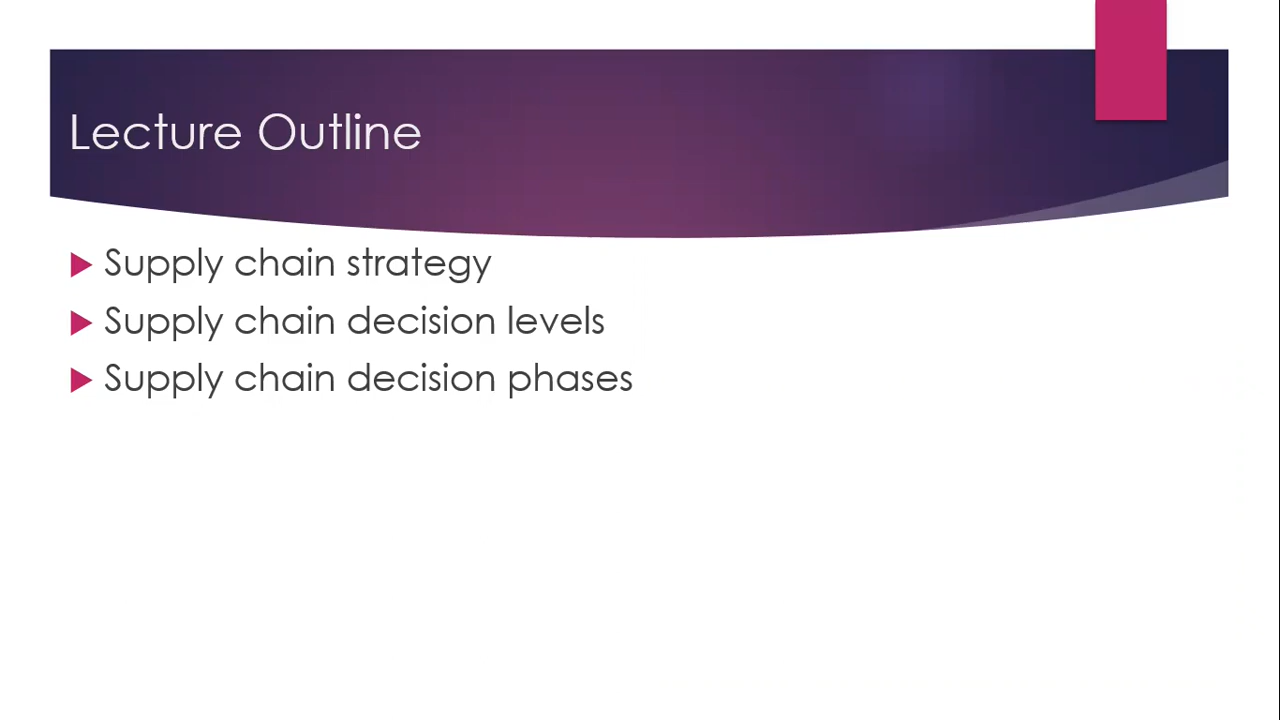 Lecture Outline
Supply chain strategy
Supply chain decision levels
Supply chain decision phases